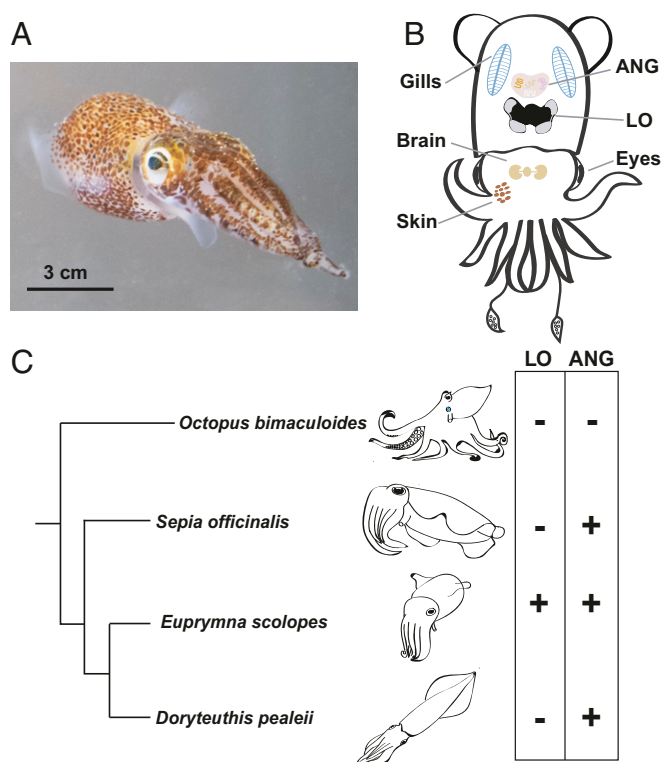 A
3 cm
B
Gills
ANG
LO
Brain
Eyes
Skin
C
LO ANG
Octopus bimaculoides - -
Sepia officinalis - +
Euprymna scolopes + +
Doryteuthis pealeii - +